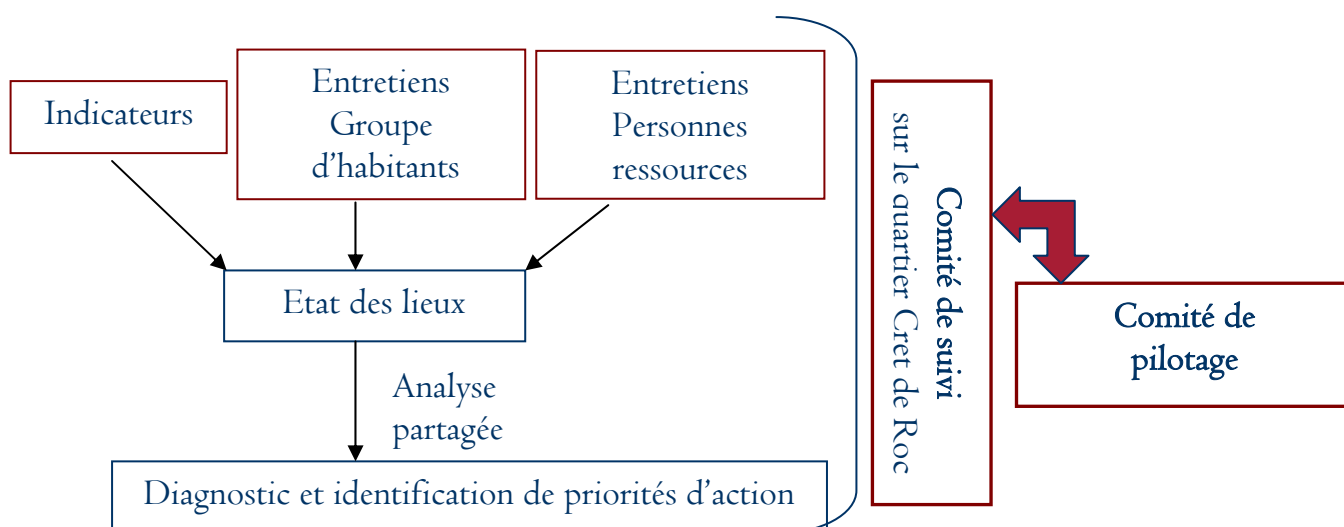 Indicateurs
Entretiens
Groupe
d'habitants
Entretiens
Personnes
ressources
Etat des lieux
Analyse
partagée
Diagnostic et identification de priorités d'action
Comité de suivi
sur le quartier Cret de Roc
Comité de
pilotage